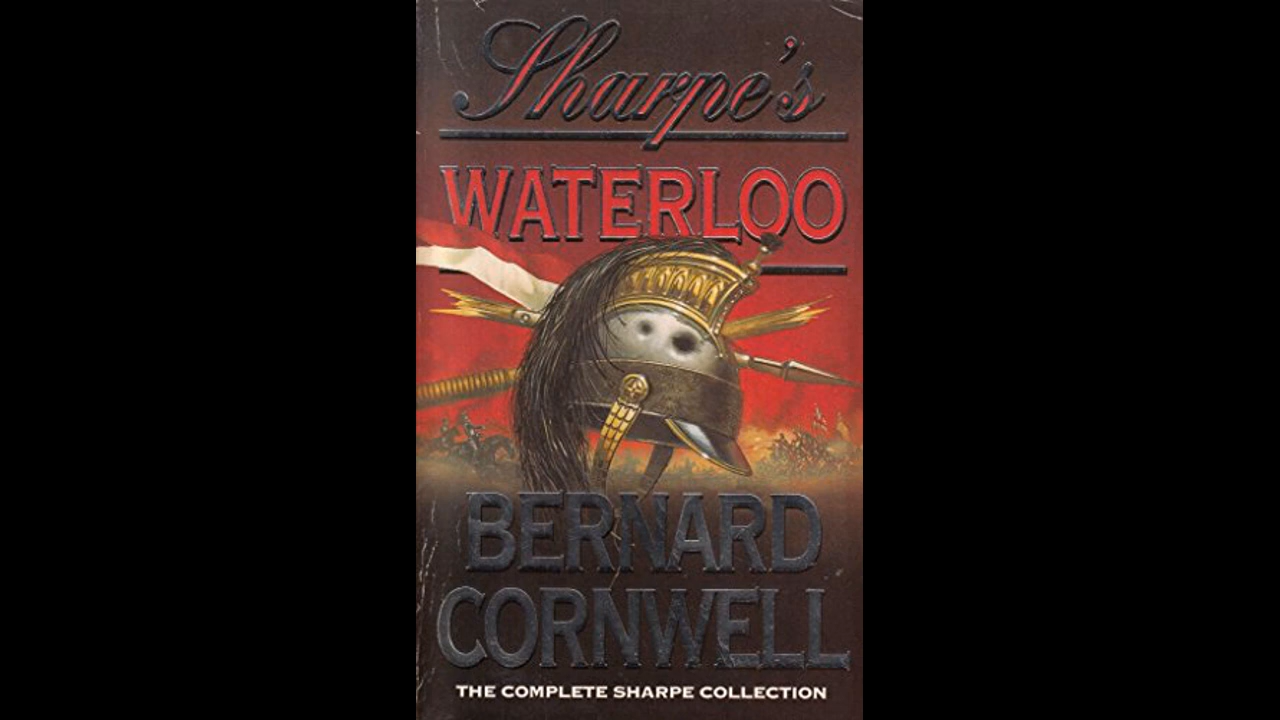 Sharpe's
WATERLOO
BERNARD
CORNWELL
THE COMPLETE SHARPE COLLECTION